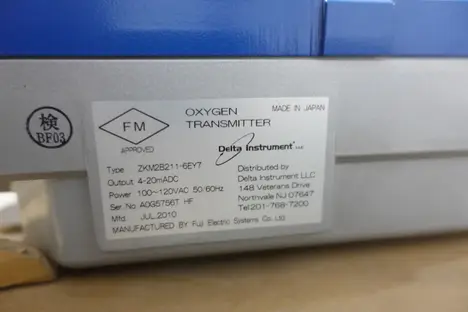 検
BF03
FM
APPROVED
OXYGEN
TRANSMITTER
MADE IN JAPAN
Delta Instrument LLC
Type ZKM2B211-6EY7
Output 4-20mADC
Power 100~120VAC 50/60Hz
Ser. No A0G5756T HF
Mfd. JUL.2010
Distributed by
Delta Instrument LLC
148 Veterans Drive
Northvale NJ 07647
Tel:201-768-7200
MANUFACTURED BY Fuji Electric Systems Co. Ltd.